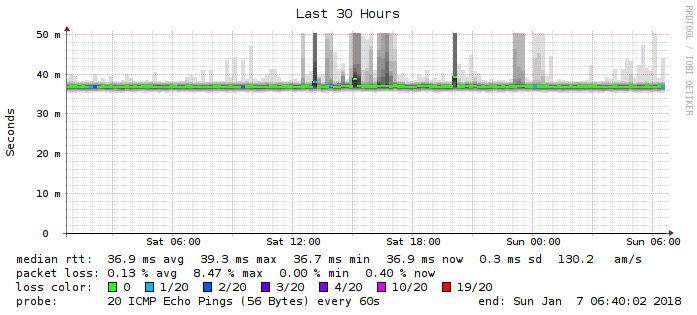 Last 30 Hours
RRDTOOL / TOBI OETIKER
Seconds
50 m
40 m
30 m
20 m
10 m
0
Sat 06:00 Sat 12:00 Sat 18:00 Sun 00:00 Sun 06:00
median rtt: 36.9 ms avg 39.3 ms max 36.7 ms min 36.9 ms now 0.3 ms sd 130.2 am/s
packet loss: 0.13 % avg 8.47 % max 0.00 % min 0.40 % now
loss color: 0 1/20 2/20 3/20 4/20 10/20 19/20
probe: 20 ICMP Echo Pings (56 Bytes) every 60s end: Sun Jan 7 06:40:02 2018